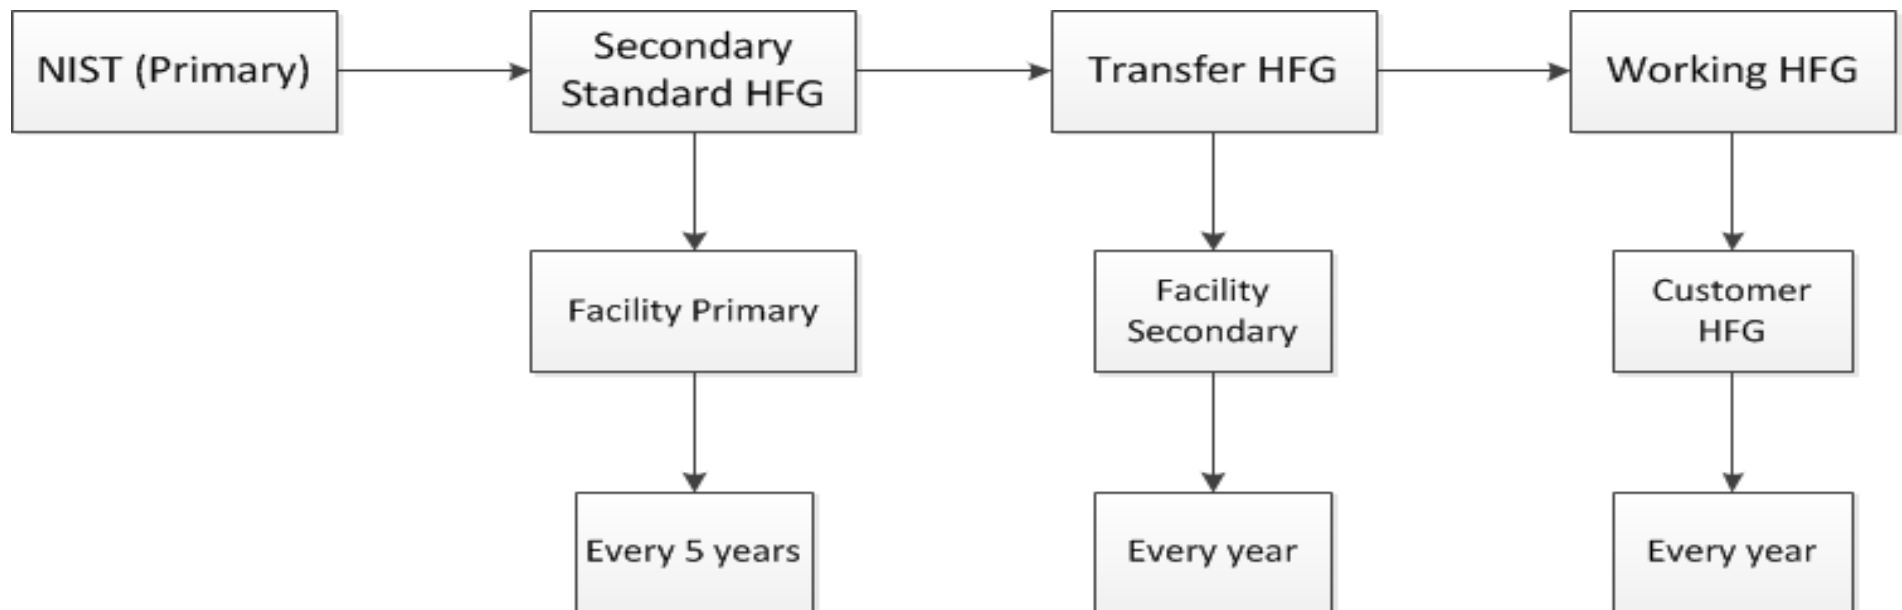 NIST (Primary)
Secondary
Standard HFG
Transfer HFG
Working HFG
Facility Primary
Facility
Secondary
Customer
HFG
Every 5 years
Every year
Every year